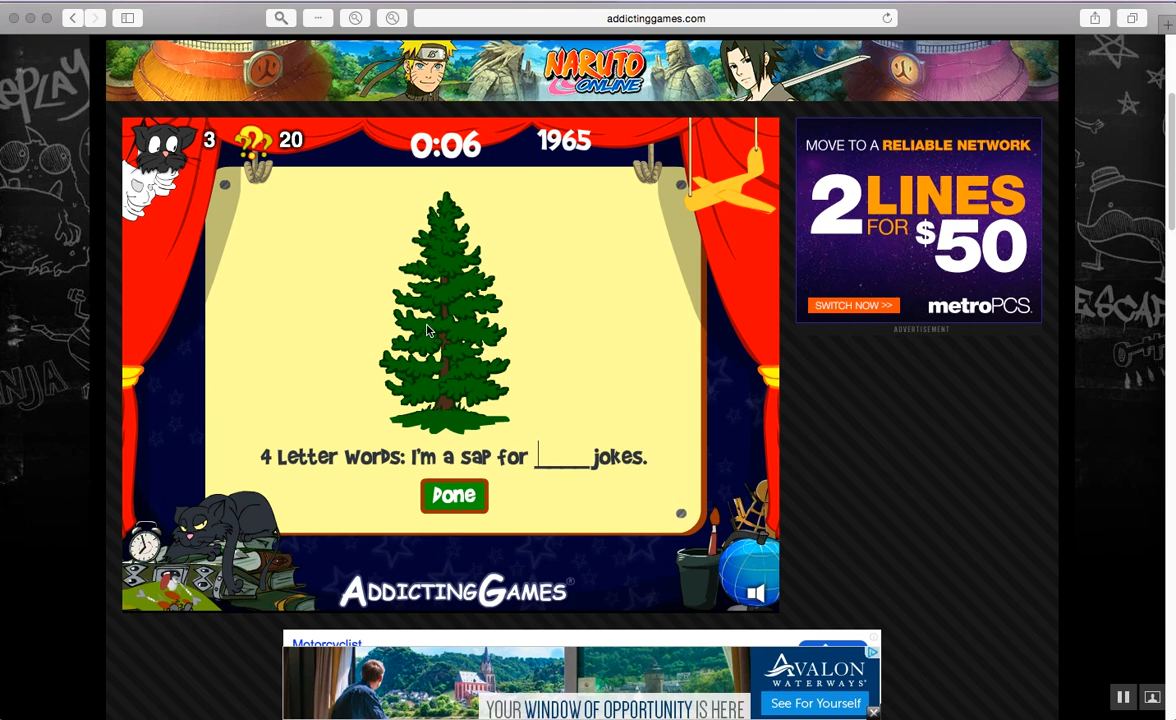 addictinggames.com
NARUTO
ONLINE
3
??
20
0:06
1965
4 Letter Words: I'm a sap for ____ jokes.
Done
ADDICTINGGAMES®
MOVE TO A RELIABLE NETWORK
2 LINES
FOR $50
SWITCH NOW >>
metroPCS.
ADVERTISEMENT
Motorcyclist
YOUR WINDOW OF OPPORTUNITY IS HERE
AVALON
WATERWAYS®
See For Yourself